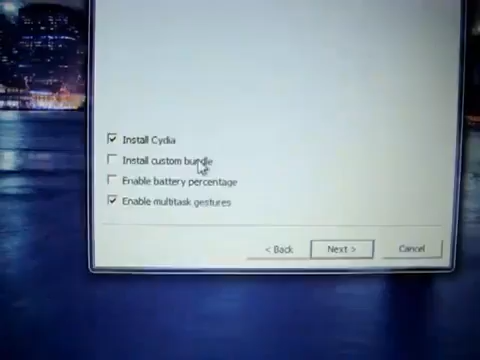 Install Cydia
Install custom bundle
Enable battery percentage
Enable multitask gestures
< Back
Next >
Cancel